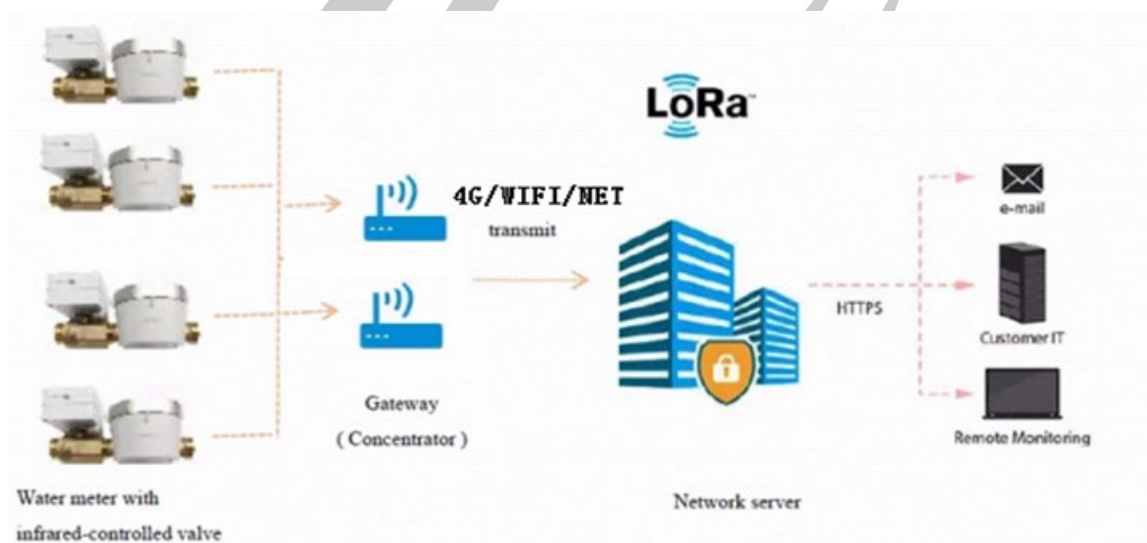 LoRa™
4G/WIFI/NET
transmit
e-mail
HTTPS
Customer IT
Gateway
( Concentrator )
Remote Monitoring
Water meter with
infrared-controlled valve
Network server